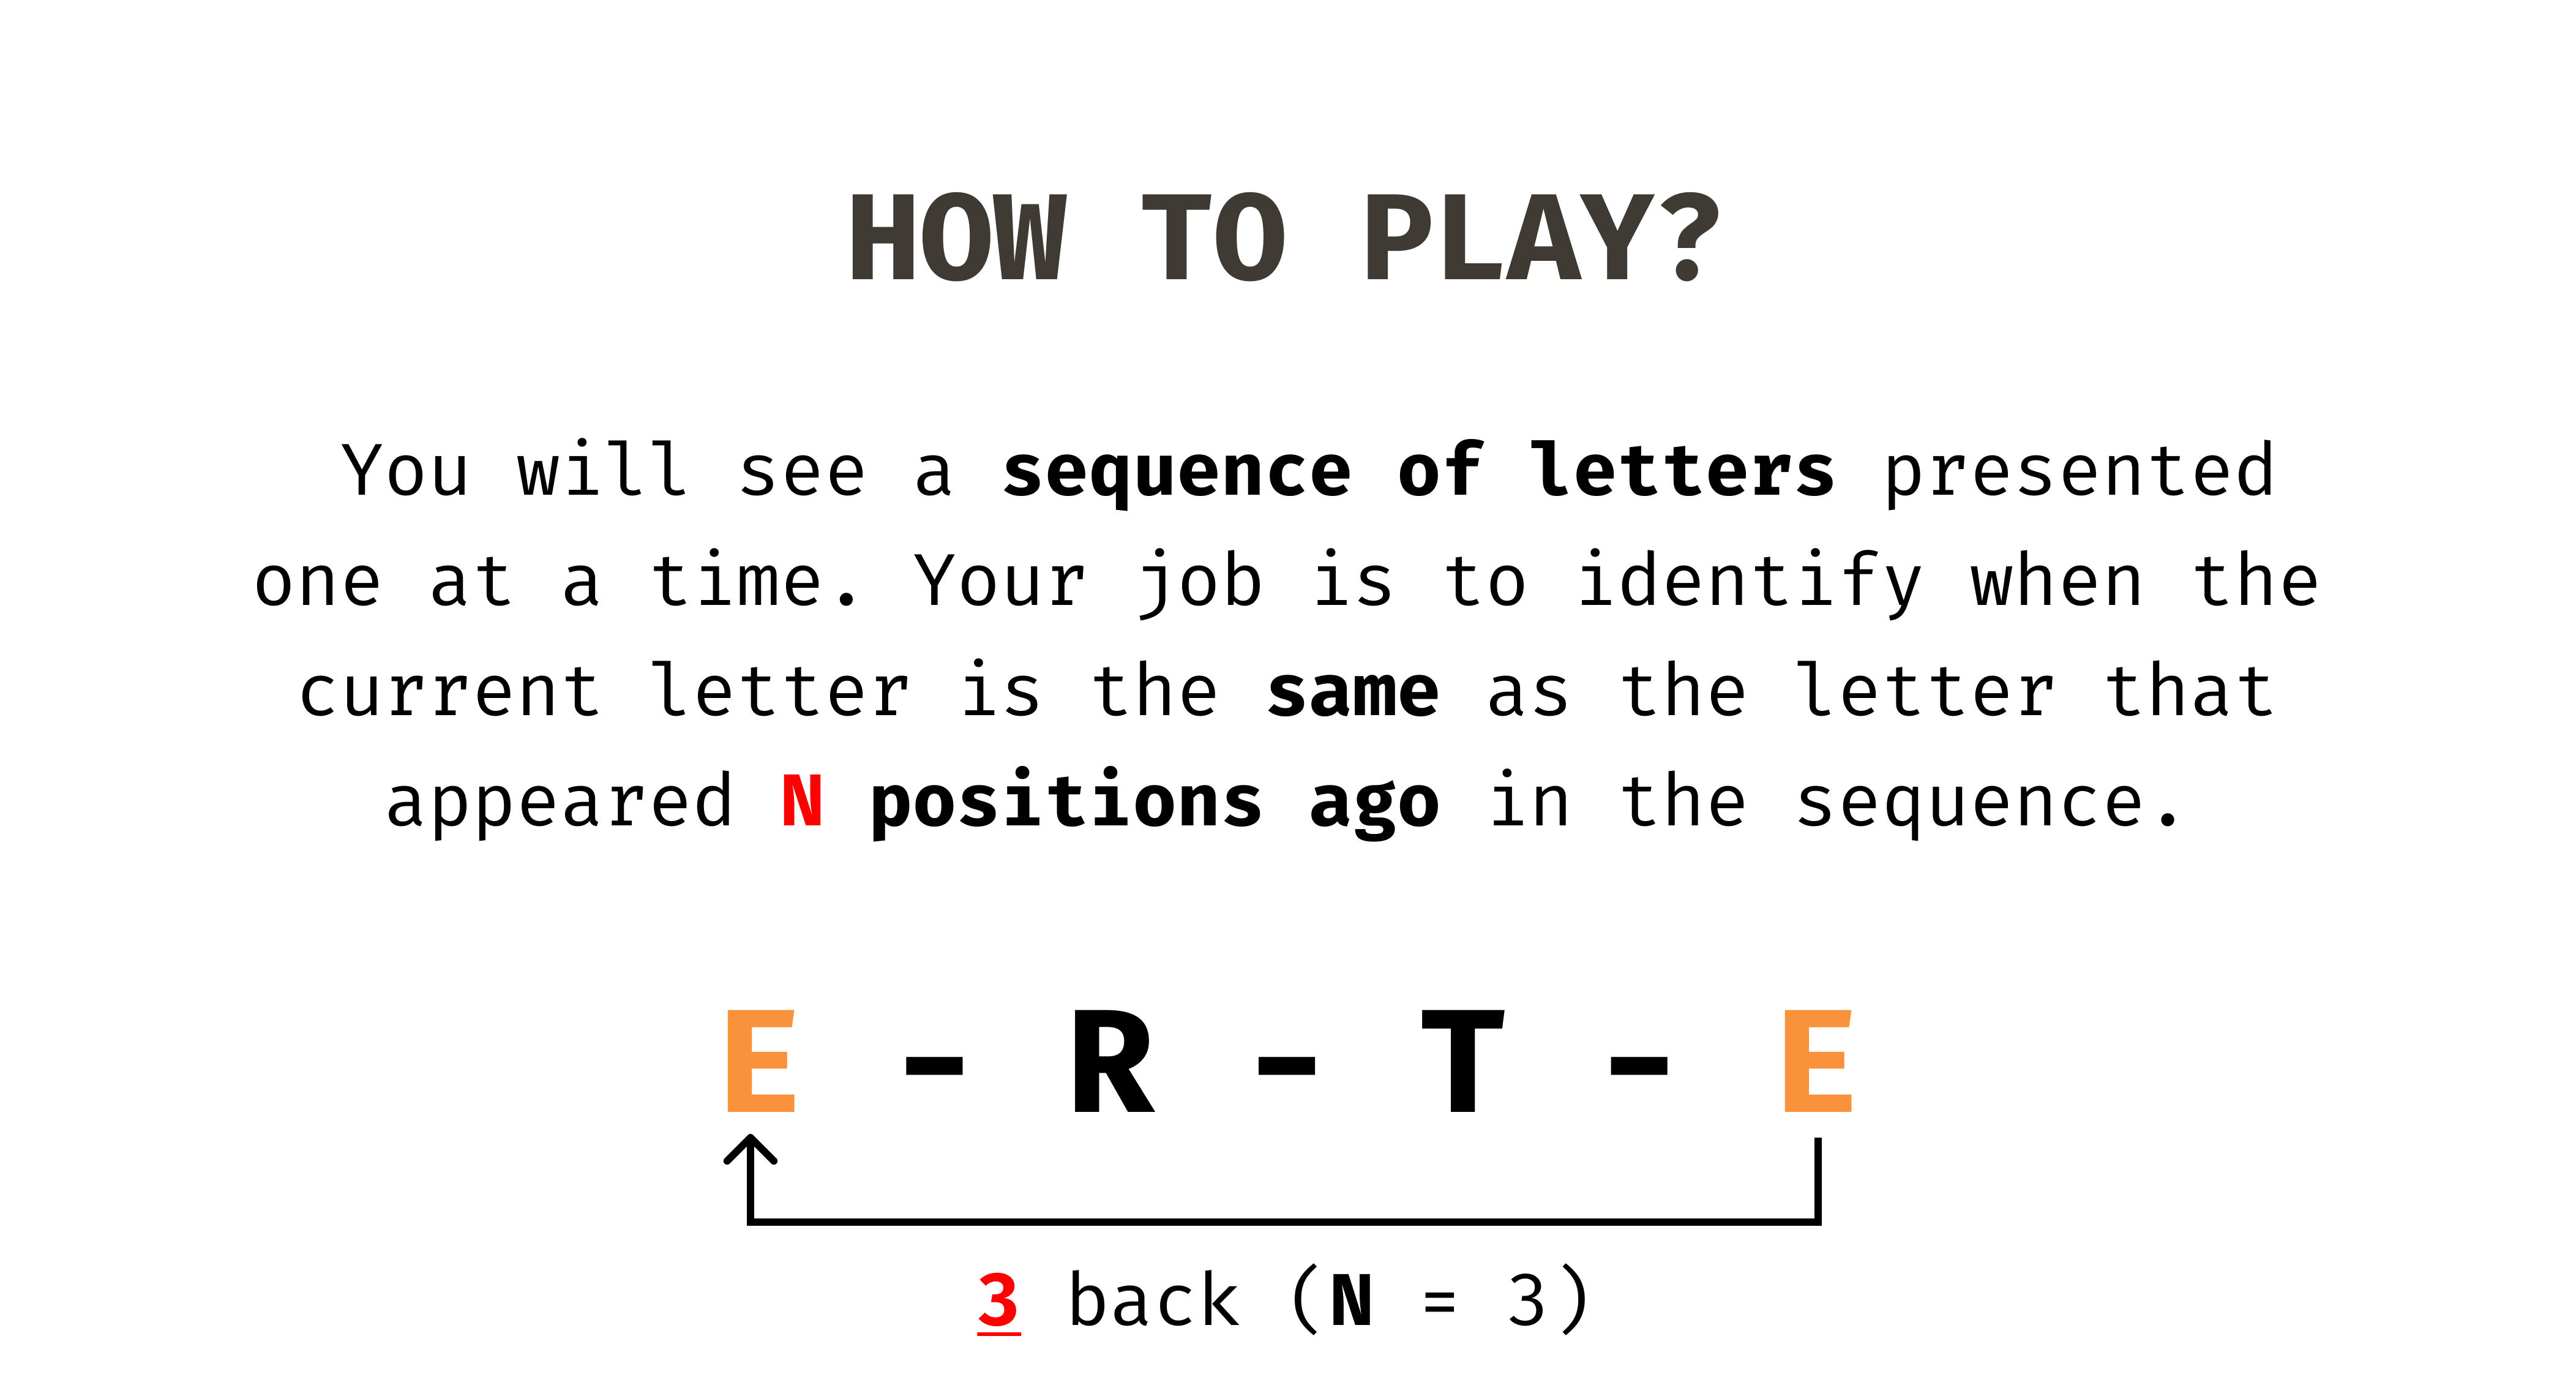 HOW TO PLAY?
You will see a sequence of letters presented
one at a time. Your job is to identify when the
current letter is the same as the letter that
appeared N positions ago in the sequence.
E - R - T - E
3 back (N = 3)